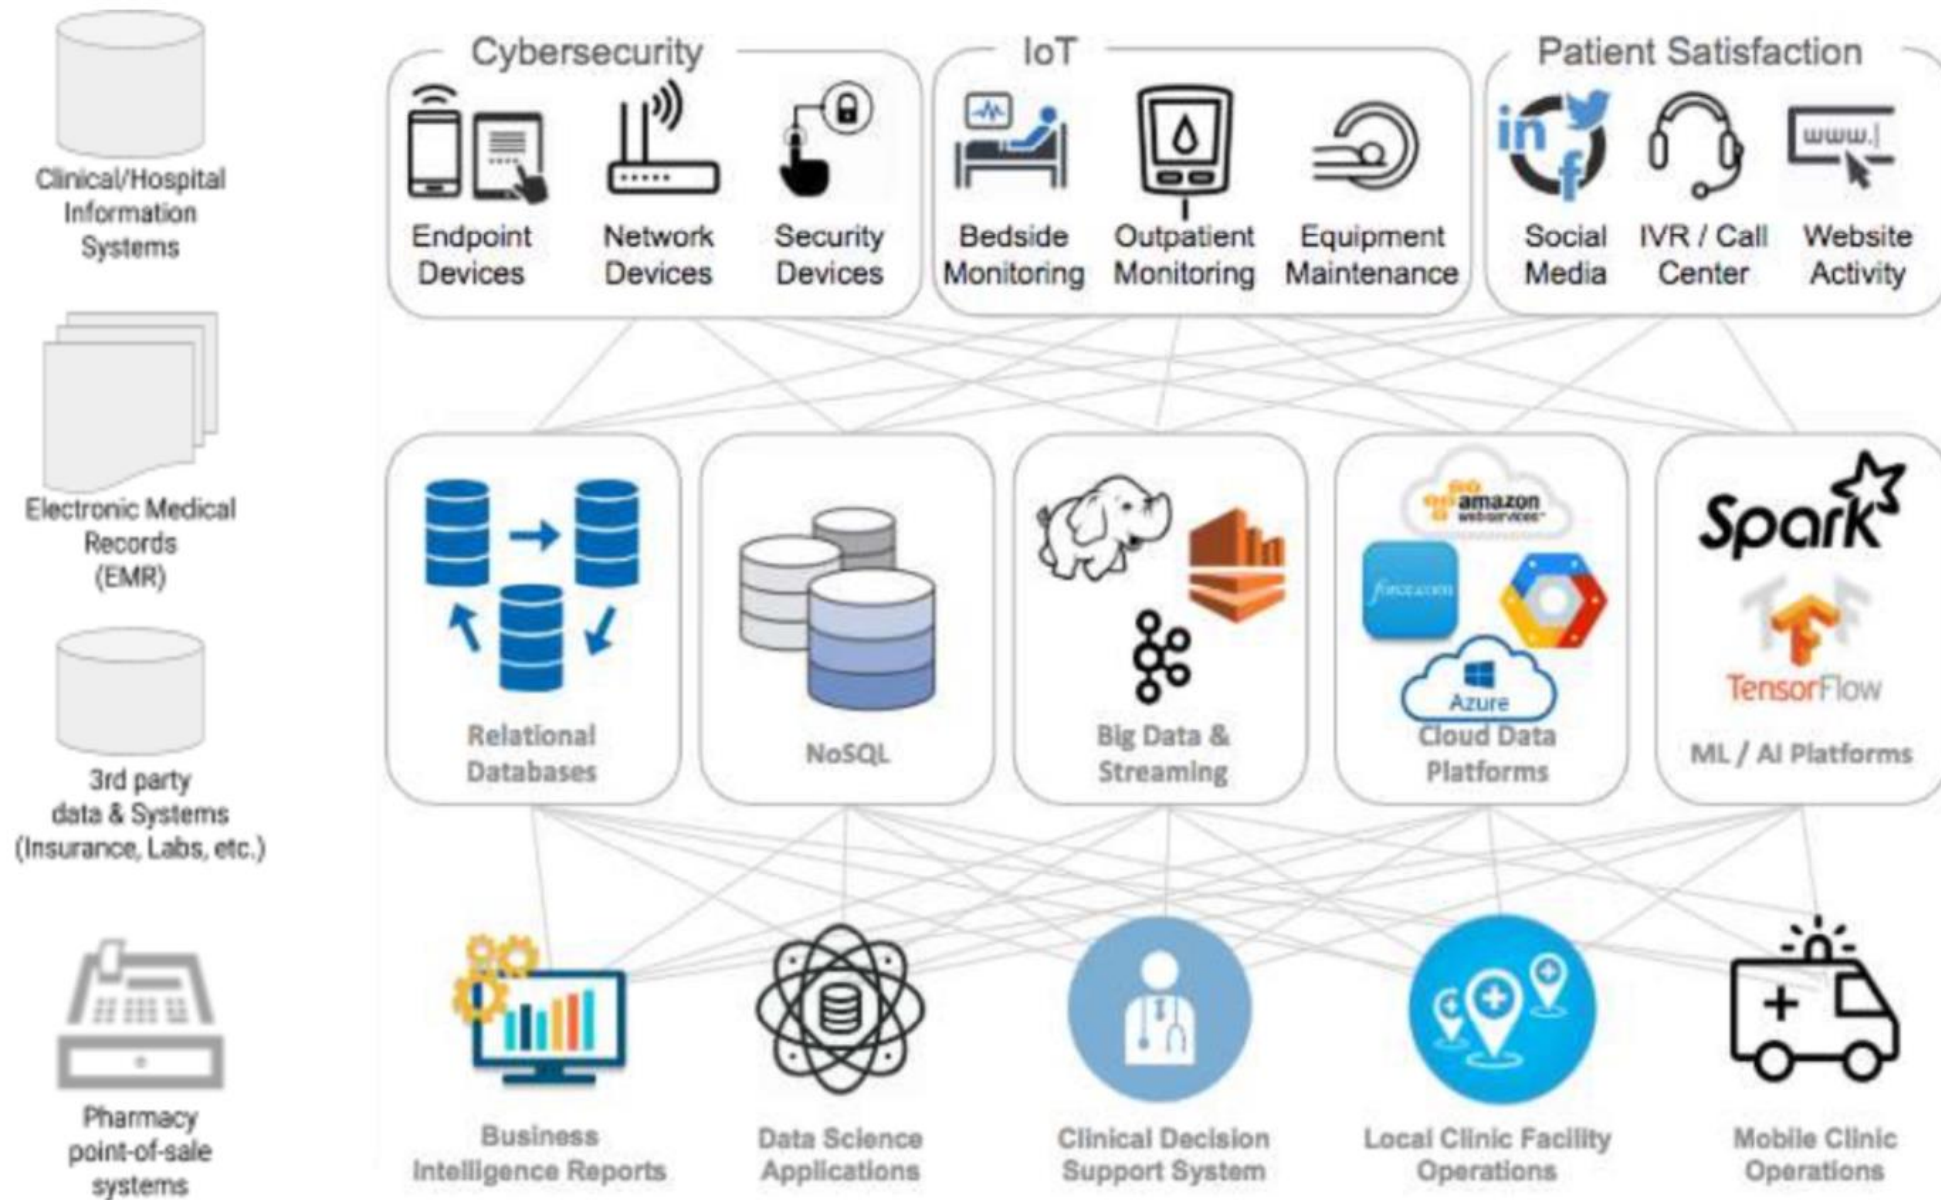 Clinical/Hospital
Information
Systems
Electronic Medical
Records
(EMR)
3rd party
data & Systems
(Insurance, Labs, etc.)
Pharmacy
point-of-sale
systems
Cybersecurity
Endpoint
Devices
Network
Devices
Security
Devices
IoT
Bedside
Monitoring
Outpatient
Monitoring
Equipment
Maintenance
Patient Satisfaction
in
f
Social
Media
IVR / Call
Center
www.
Website
Activity
Relational
Databases
NoSQL
Big Data &
Streaming
amazon
webservices™
force.com
Azure
Cloud Data
Platforms
Spark
TensorFlow
ML / AI Platforms
Business
Intelligence Reports
Data Science
Applications
Clinical Decision
Support System
Local Clinic Facility
Operations
Mobile Clinic
Operations